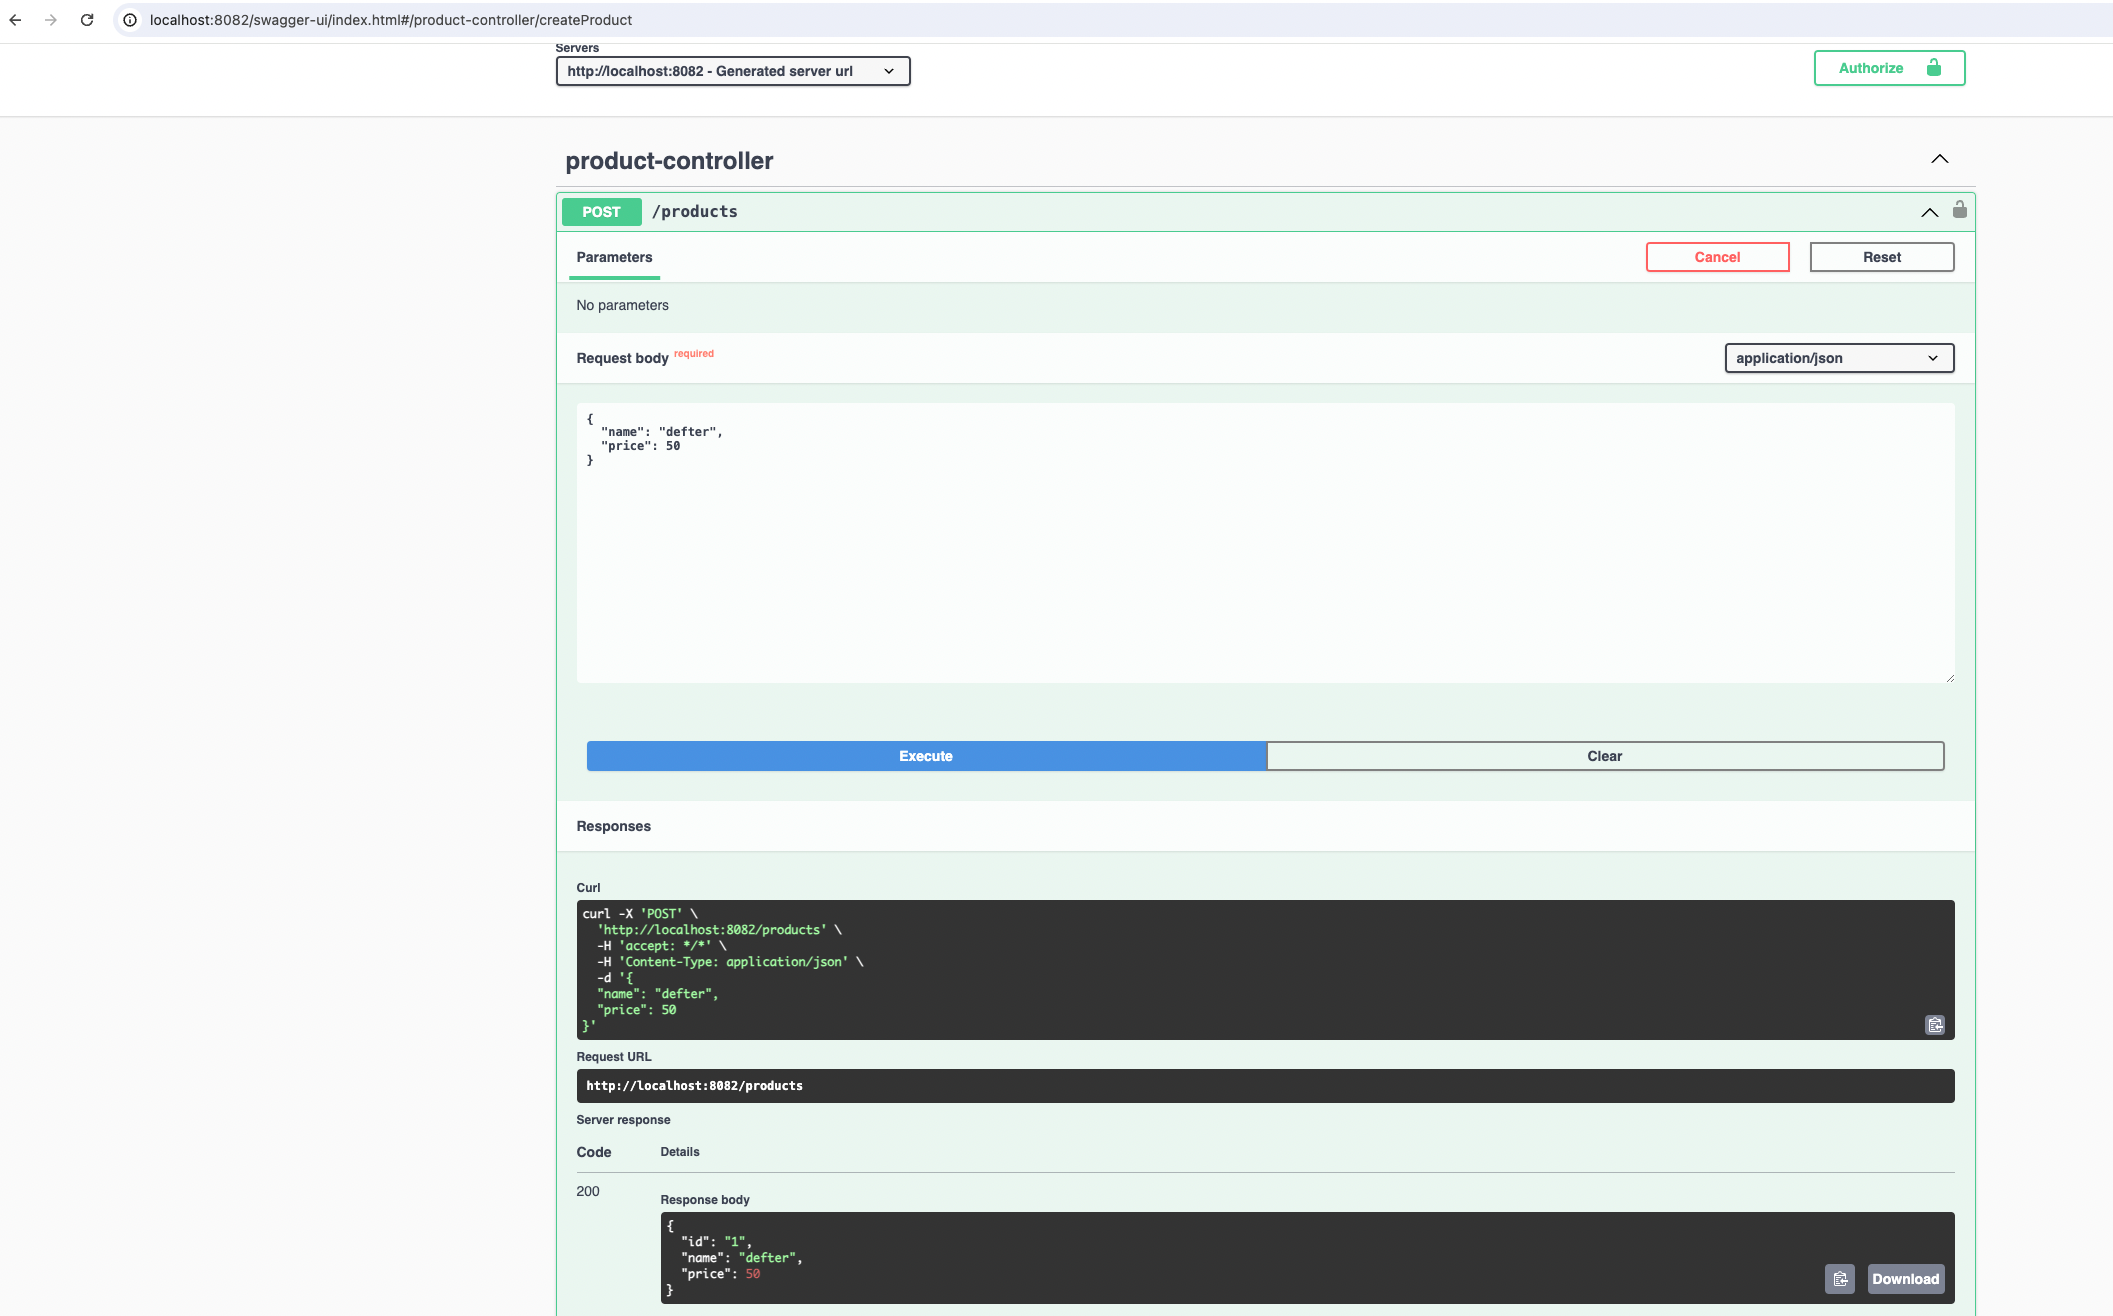 localhost:8082/swagger-ui/index.html#/product-controller/createProduct
Servers
http://localhost:8082 - Generated server url
Authorize
product-controller
POST /products
Parameters
Cancel
Reset
No parameters
Request body required
application/json
{
  "name": "defter",
  "price": 50
}
Execute
Clear
Responses
Curl
curl -X 'POST' \
  'http://localhost:8082/products' \
  -H 'accept: */*' \
  -H 'Content-Type: application/json' \
  -d '{
  "name": "defter",
  "price": 50
}'
Request URL
http://localhost:8082/products
Server response
Code Details
200
Response body
{
  "id": "1",
  "name": "defter",
  "price": 50
}
Download